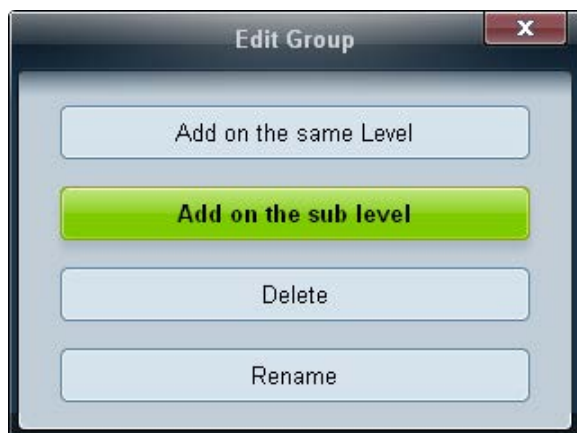 Edit Group
x
Add on the same Level
Add on the sub level
Delete
Rename